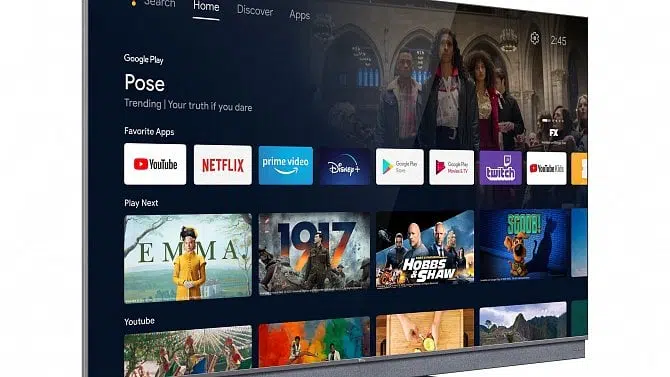 Search Home Discover Apps
2:45
Google Play
Pose
Trending | Your truth if you dare
FX
Favorite Apps
YouTube NETFLIX prime video Disney+ Google Play Store Google Play Movies & TV twitch YouTube Kids
Play Next
EMMA. 1917 HOBBS & SHAW SCOOB!
Youtube